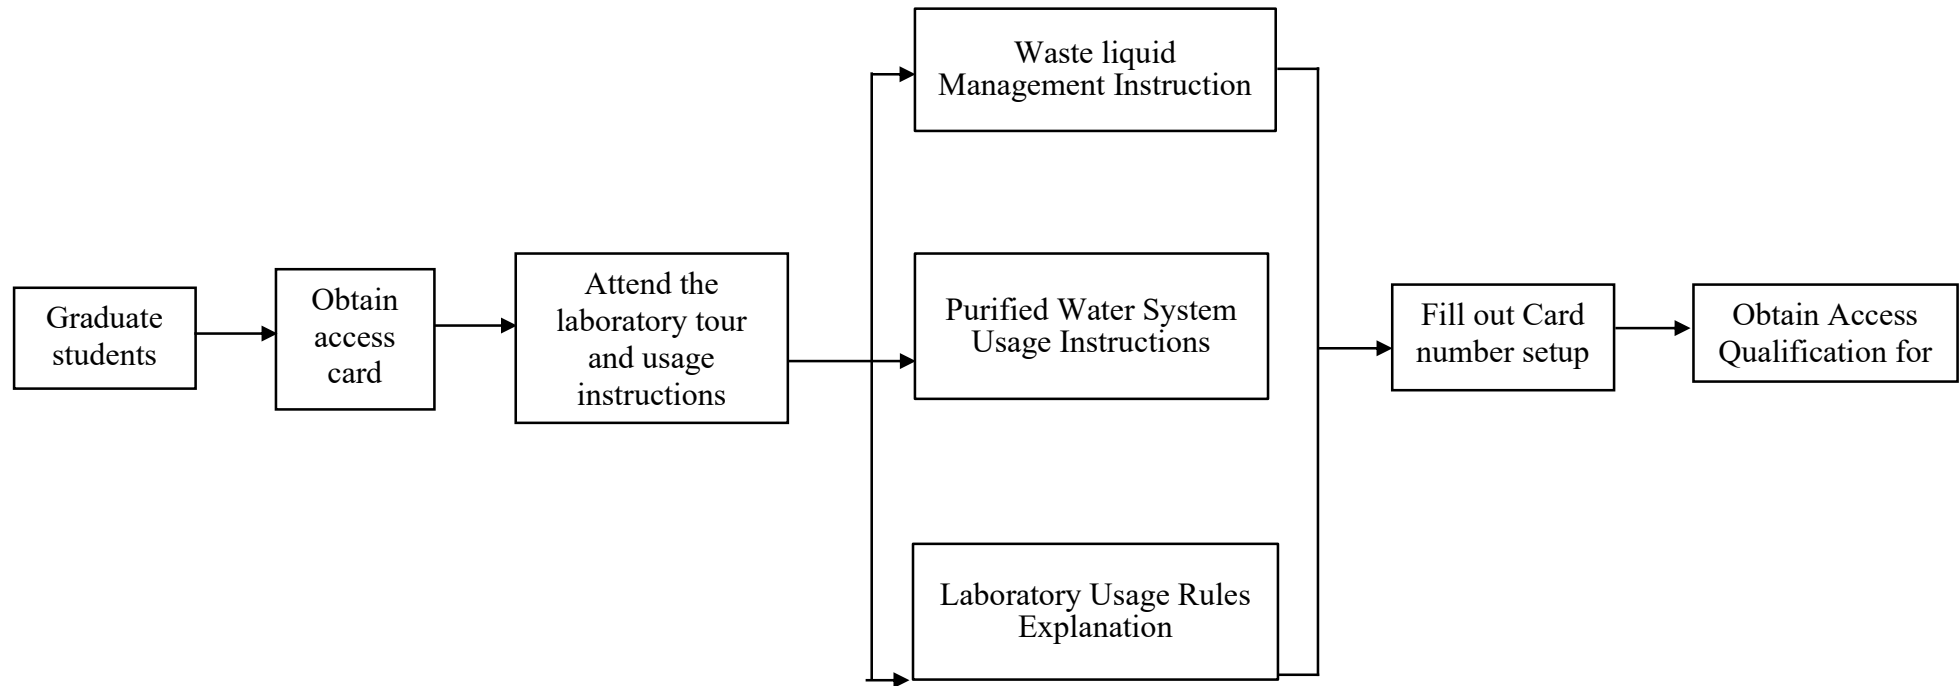 Graduate
students
Obtain
access
card
Attend the
laboratory tour
and usage
instructions
Waste liquid
Management Instruction
Purified Water System
Usage Instructions
Laboratory Usage Rules
Explanation
Fill out Card
number setup
Obtain Access
Qualification for